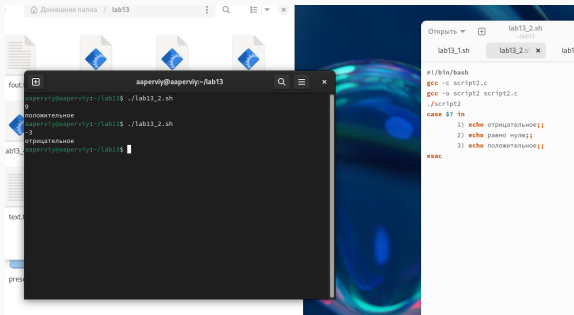 Домашняя папка / lab13
fout.t
ab13_
text.t
prese
aaperviy@aaperviy:~/lab13
aaperviy@aaperviy:~/lab13$ ./lab13_2.sh
9
положительное
aaperviy@aaperviy:~/lab13$ ./lab13_2.sh
-3
отрицательное
aaperviy@aaperviy:~/lab13$
Открыть
lab13_2.sh
~/lab13
lab13_1.sh
lab13_2.sh
lab1
#!/bin/bash
gcc -c script2.c
gcc -o script2 script2.c
./script2
case $? in
1) echo отрицательное;;
2) echo равно нулю;;
3) echo положительное;;
esac